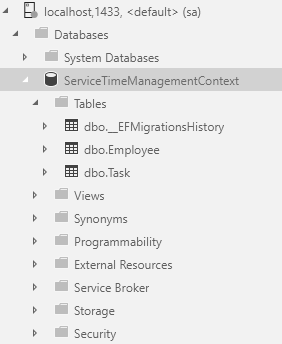 localhost,1433, <default> (sa)
Databases
System Databases
ServiceTimeManagementContext
Tables
dbo.__EFMigrationsHistory
dbo.Employee
dbo.Task
Views
Synonyms
Programmability
External Resources
Service Broker
Storage
Security